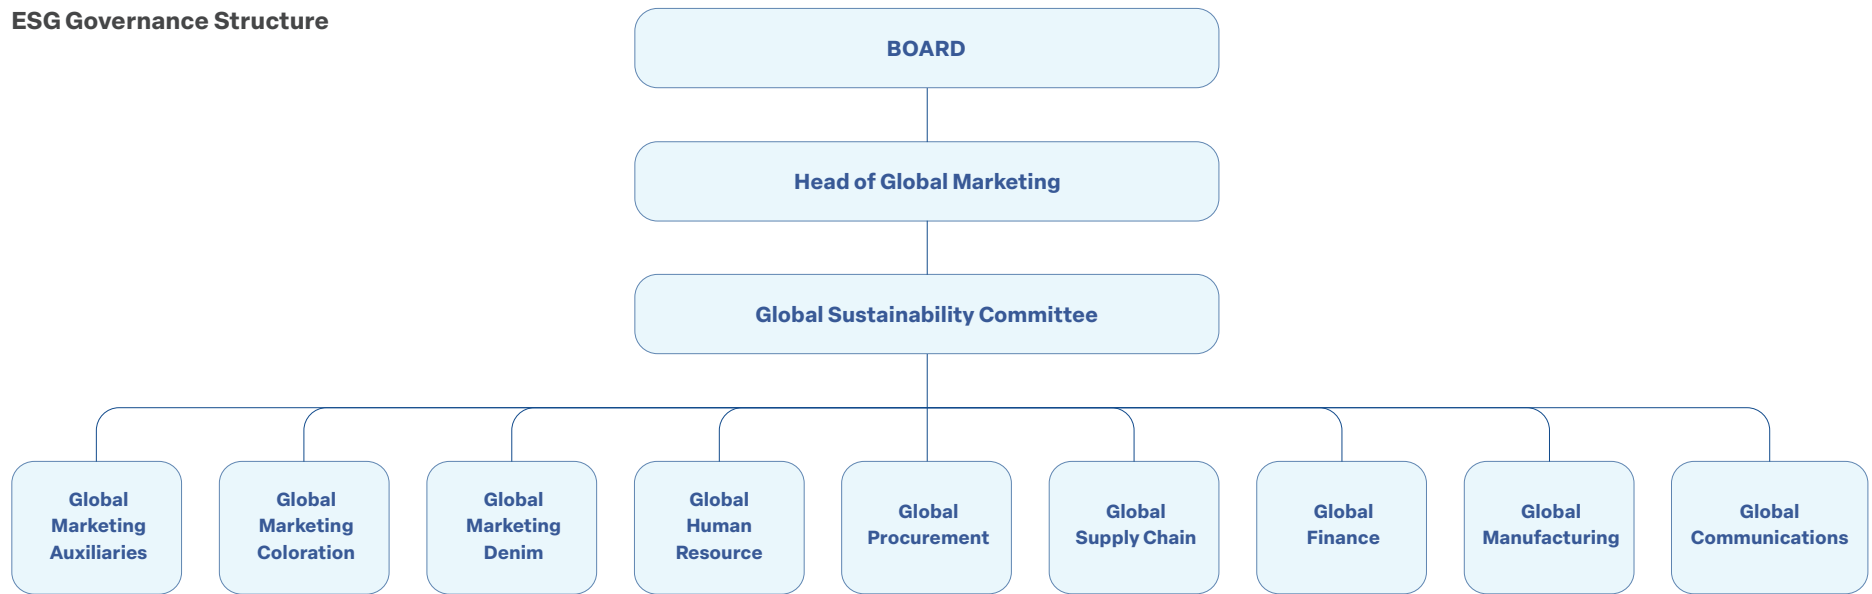 ESG Governance Structure
BOARD
Head of Global Marketing
Global Sustainability Committee
Global
Marketing
Auxiliaries
Global
Marketing
Coloration
Global
Marketing
Denim
Global
Human
Resource
Global
Procurement
Global
Supply Chain
Global
Finance
Global
Manufacturing
Global
Communications